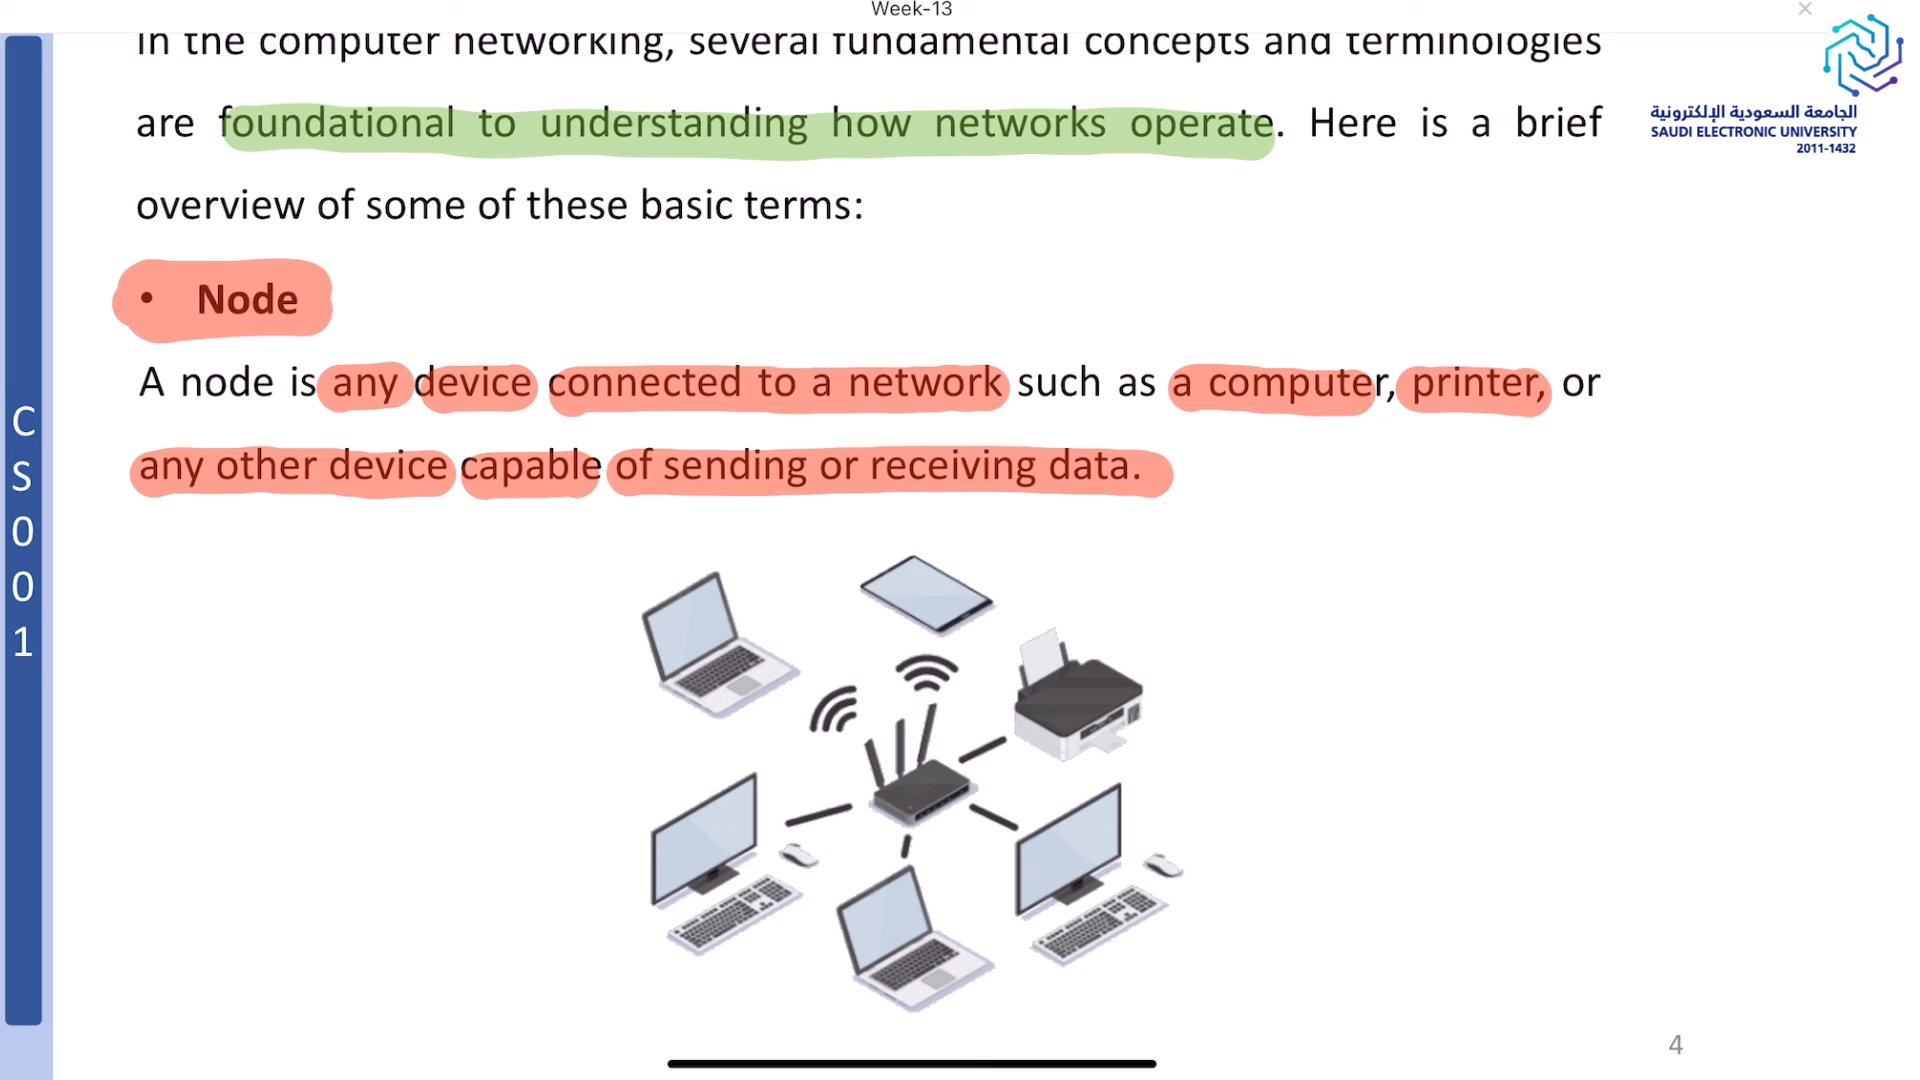 Week-13
In the computer networking, several fundamental concepts and terminologies
are foundational to understanding how networks operate. Here is a brief
overview of some of these basic terms:
• Node
A node is any device connected to a network such as a computer, printer, or
any other device capable of sending or receiving data.
الجامعة السعودية الإلكترونية
SAUDI ELECTRONIC UNIVERSITY
2011-1432
C
S
0
0
1
4